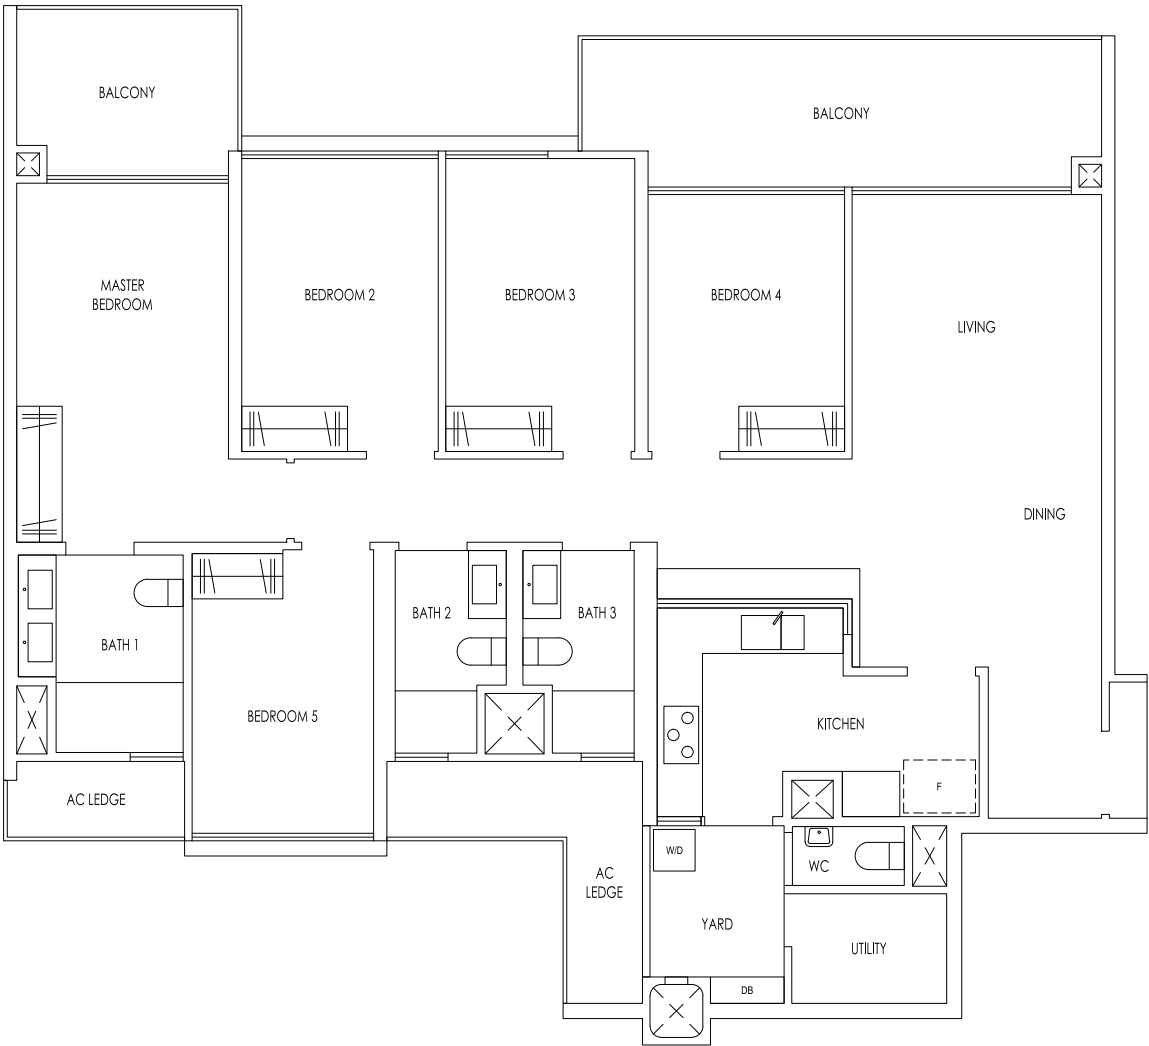 BALCONY
BALCONY
MASTER
BEDROOM
BEDROOM 2
BEDROOM 3
BEDROOM 4
LIVING
DINING
BATH 1
BATH 2
BATH 3
BEDROOM 5
KITCHEN
AC LEDGE
F
W/D
WC
AC
LEDGE
YARD
UTILITY
DB